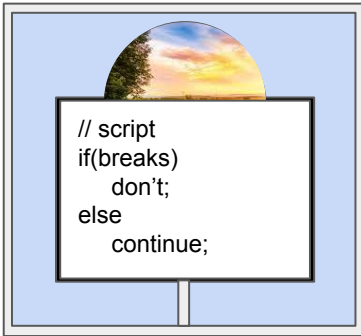 // script
if(breaks)
don't;
else
continue;